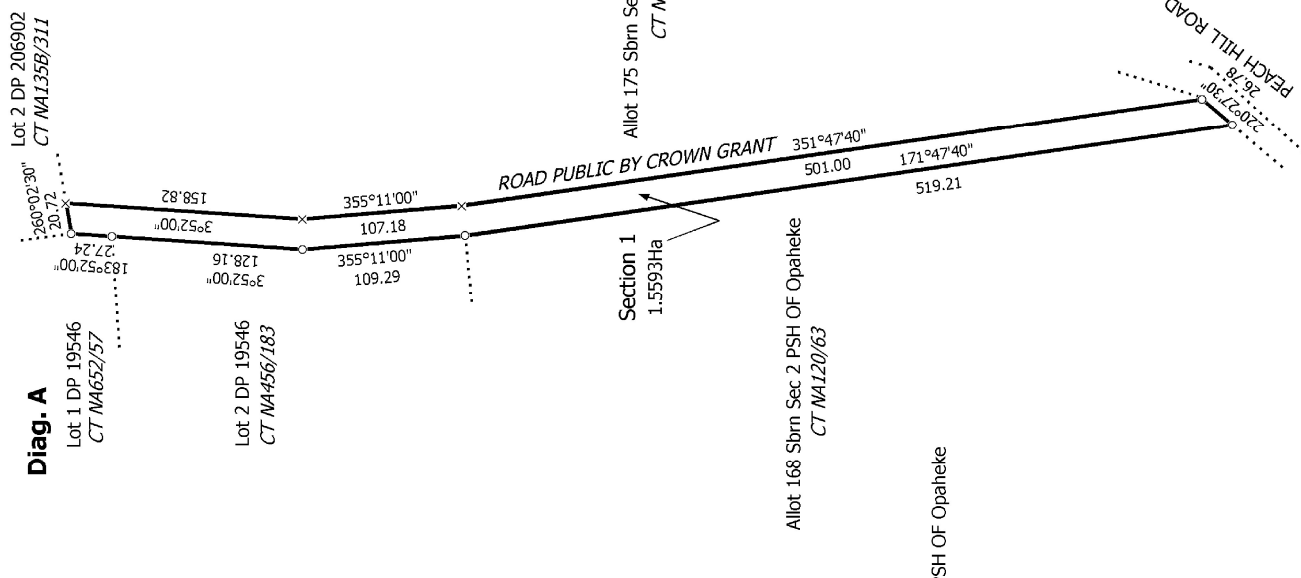 Diag. A
Lot 1 DP 19546
CT NA652/57
Lot 2 DP 19546
CT NA456/183
Lot 2 DP 206902
CT NA135B/311
260°02'30"
20.72
27.24
183°52'00"
158.82
3°52'00"
128.16
3°52'00"
355°11'00"
107.18
355°11'00"
109.67
ROAD PUBLIC BY CROWN GRANT
351°47'40"
501.00
171°47'40"
519.21
Section 1
1.5593Ha
Allot 175 Sbrn Se
CT N
Allot 168 Sbrn Sec 2 PSH OF Opaheke
CT NA120/63
PSH OF Opaheke
PEACH HILL ROAD
26.78
220°27'30"